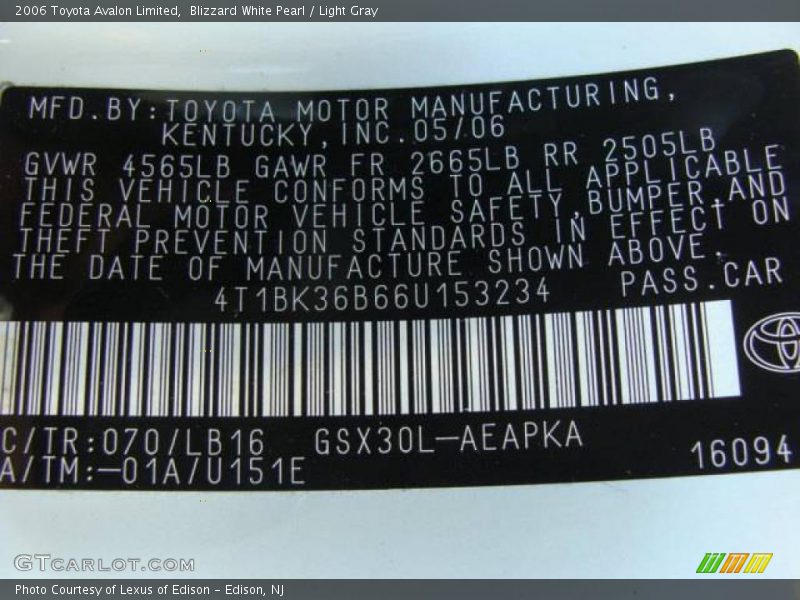 2006 Toyota Avalon Limited, Blizzard White Pearl / Light Gray
MFD.BY:TOYOTA MOTOR MANUFACTURING,
KENTUCKY,INC.05/06
GVWR 4565LB GAWR FR 2665LB RR 2505LB
THIS VEHICLE CONFORMS TO ALL APPLICABLE
FEDERAL MOTOR VEHICLE SAFETY,BUMPER,AND
THEFT PREVENTION STANDARDS IN EFFECT ON
THE DATE OF MANUFACTURE SHOWN ABOVE.
4T1BK36B66U153234 PASS.CAR
C/TR:070/LB16 GSX30L-AEAPKA
A/TM:-01A/U151E 16094
GTCARLOT.COM
Photo Courtesy of Lexus of Edison - Edison, NJ